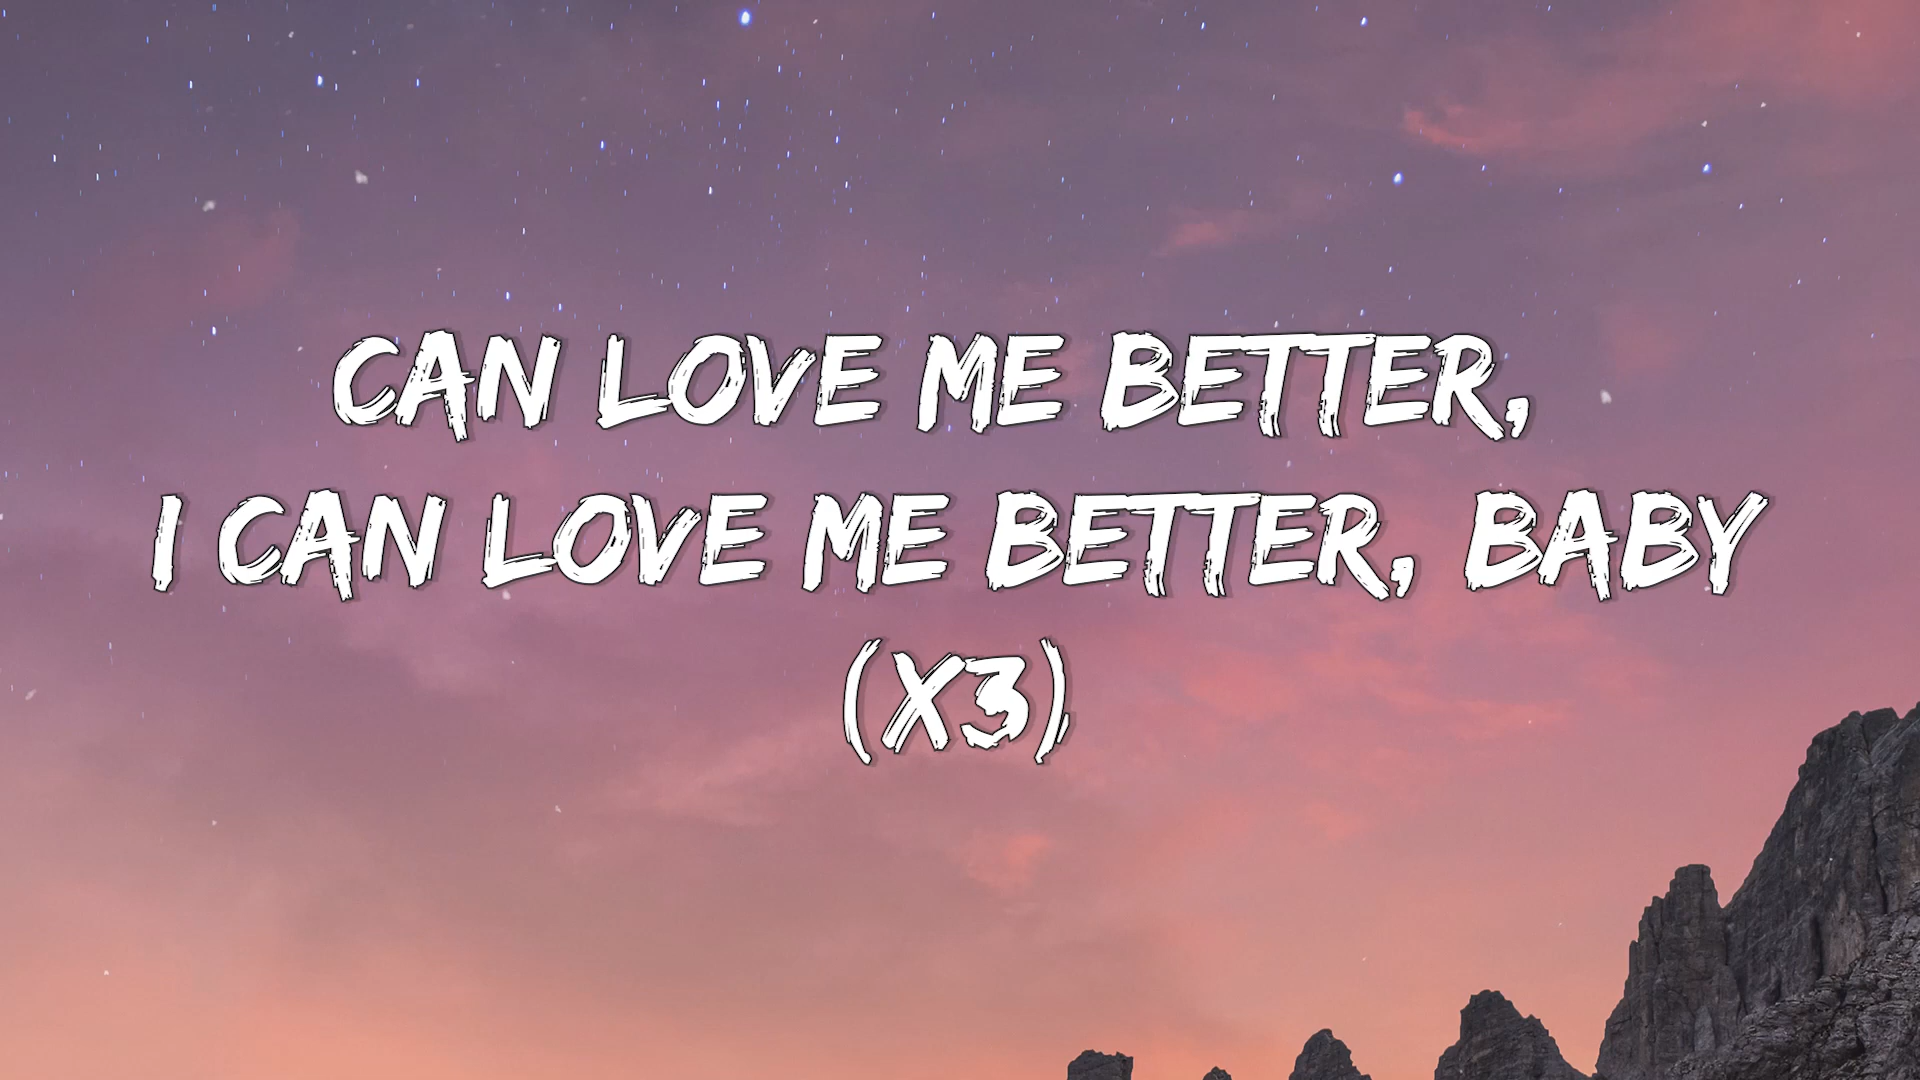 CAN LOVE ME BETTER,
I CAN LOVE ME BETTER, BABY
(X3)